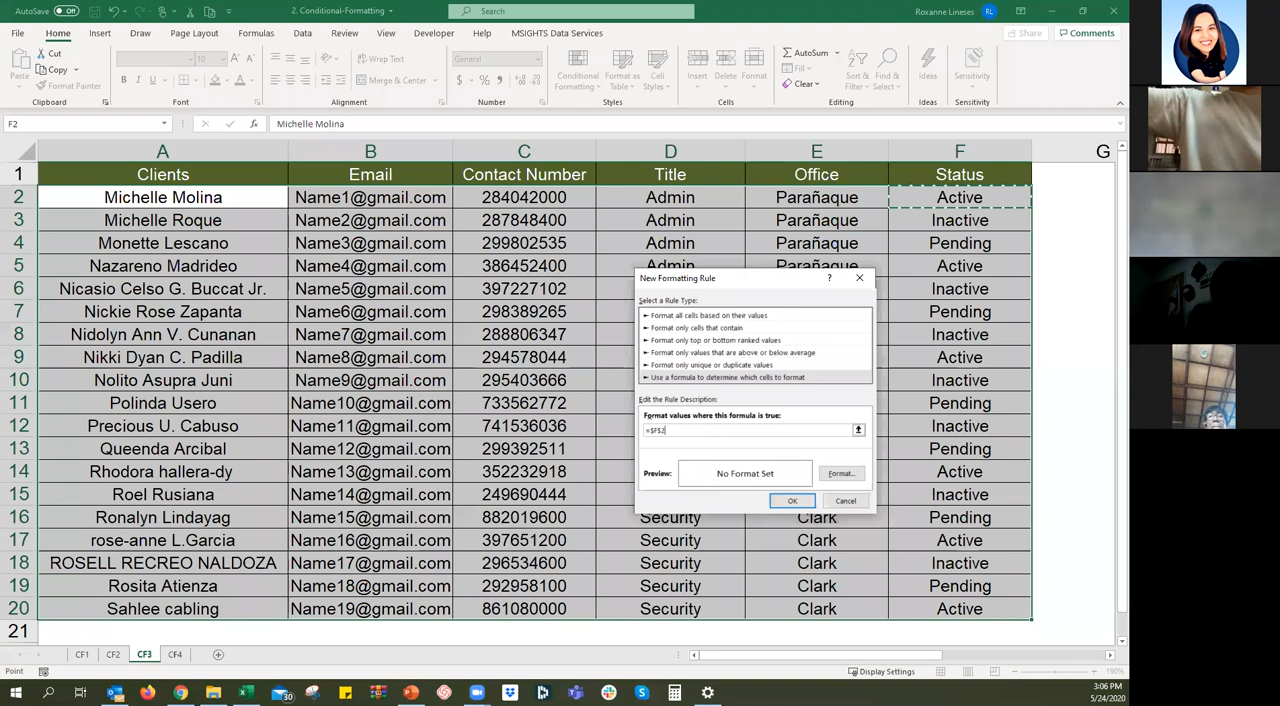 AutoSave Off
2. Conditional-Formatting
Search
Roxanne Lineses RL
File Home Insert Draw Page Layout Formulas Data Review View Developer Help MSIGHTS Data Services
Share Comments
Paste
Cut
Copy
Format Painter
Clipboard
10
B I U
Font
Wrap Text
Merge & Center
Alignment
General
$ % ,
Number
Conditional Formatting
Format as Table
Cell Styles
Styles
Insert Delete Format
Cells
AutoSum
Fill
Clear
Sort & Filter
Find & Select
Editing
Ideas
Ideas
Sensitivity
Sensitivity
F2 fx Michelle Molina
A B C D E F G
1 Clients Email Contact Number Title Office Status
2 Michelle Molina Name1@gmail.com 284042000 Admin Parañaque Active
3 Michelle Roque Name2@gmail.com 287848400 Admin Parañaque Inactive
4 Monette Lescano Name3@gmail.com 299802535 Admin Parañaque Pending
5 Nazareno Madrideo Name4@gmail.com 386452400 Admin Parañaque Active
6 Nicasio Celso G. Buccat Jr. Name5@gmail.com 397227102 Inactive
7 Nickie Rose Zapanta Name6@gmail.com 298389265 Pending
8 Nidolyn Ann V. Cunanan Name7@gmail.com 288806347 Inactive
9 Nikki Dyan C. Padilla Name8@gmail.com 294578044 Active
10 Nolito Asupra Juni Name9@gmail.com 295403666 Inactive
11 Polinda Usero Name10@gmail.com 733562772 Pending
12 Precious U. Cabuso Name11@gmail.com 741536036 Inactive
13 Queenda Arcibal Name12@gmail.com 299392511 Pending
14 Rhodora hallera-dy Name13@gmail.com 352232918 Active
15 Roel Rusiana Name14@gmail.com 249690444 Inactive
16 Ronalyn Lindayag Name15@gmail.com 882019600 Security Clark Pending
17 rose-anne L.Garcia Name16@gmail.com 397651200 Security Clark Active
18 ROSELL RECREO NALDOZA Name17@gmail.com 296534600 Security Clark Inactive
19 Rosita Atienza Name18@gmail.com 292958100 Security Clark Pending
20 Sahlee cabling Name19@gmail.com 861080000 Security Clark Active
21
New Formatting Rule ?
Select a Rule Type:
► Format all cells based on their values
► Format only cells that contain
► Format only top or bottom ranked values
► Format only values that are above or below average
► Format only unique or duplicate values
► Use a formula to determine which cells to format
Edit the Rule Description:
Format values where this formula is true:
=$F$2
Preview: No Format Set Format...
OK Cancel
CF1 CF2 CF3 CF4
Point Display Settings 190%
30
3:06 PM
5/24/2020